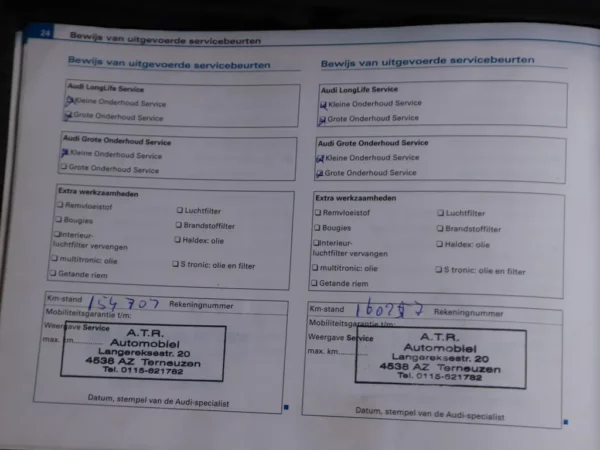 24 Bewijs van uitgevoerde servicebeurten
Bewijs van uitgevoerde servicebeurten
Audi LongLife Service
Kleine Onderhoud Service
Grote Onderhoud Service
Audi Grote Onderhoud Service
Kleine Onderhoud Service
Grote Onderhoud Service
Extra werkzaamheden
Remvloeistof
Luchtfilter
Bougies
Brandstoffilter
Interieur-
luchtfilter vervangen
Haldex: olie
multitronic: olie
S tronic: olie en filter
Getande riem
Km-stand 154 707 Rekeningnummer
Mobiliteitsgarantie t/m:
Weergave Service
max. km
A.T.R.
Automobiel
Langereksestr. 20
4538 AZ Terneuzen
Tel. 0115-621782
Datum, stempel van de Audi-specialist
Bewijs van uitgevoerde servicebeurten
Audi LongLife Service
Kleine Onderhoud Service
Grote Onderhoud Service
Audi Grote Onderhoud Service
Kleine Onderhoud Service
Grote Onderhoud Service
Extra werkzaamheden
Remvloeistof
Luchtfilter
Bougies
Brandstoffilter
Interieur-
luchtfilter vervangen
Haldex: olie
multitronic: olie
S tronic: olie en filter
Getande riem
Km-stand Rekeningnummer
Mobiliteitsgarantie t/m:
Weergave Service
max. km
A.T.R.
Automobiel
Langereksestr. 20
4538 AZ Terneuzen
Tel. 0115-621782
Datum, stempel van de Audi-specialist